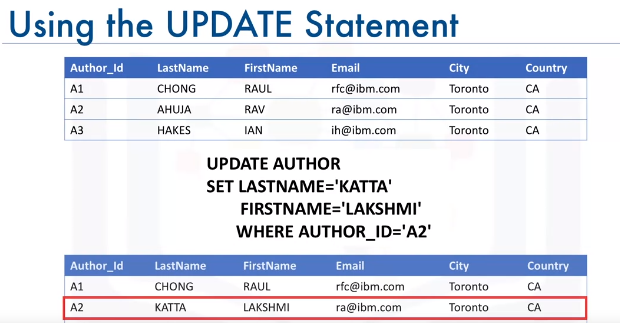 Using the UPDATE Statement
Author_Id LastName FirstName Email City Country
A1 CHONG RAUL rfc@ibm.com Toronto CA
A2 AHUJA RAV ra@ibm.com Toronto CA
A3 HAKES IAN ih@ibm.com Toronto CA
UPDATE AUTHOR
SET LASTNAME='KATTA'
FIRSTNAME='LAKSHMI'
WHERE AUTHOR_ID='A2'
Author_Id LastName FirstName Email City Country
A1 CHONG RAUL rfc@ibm.com Toronto CA
A2 KATTA LAKSHMI ra@ibm.com Toronto CA